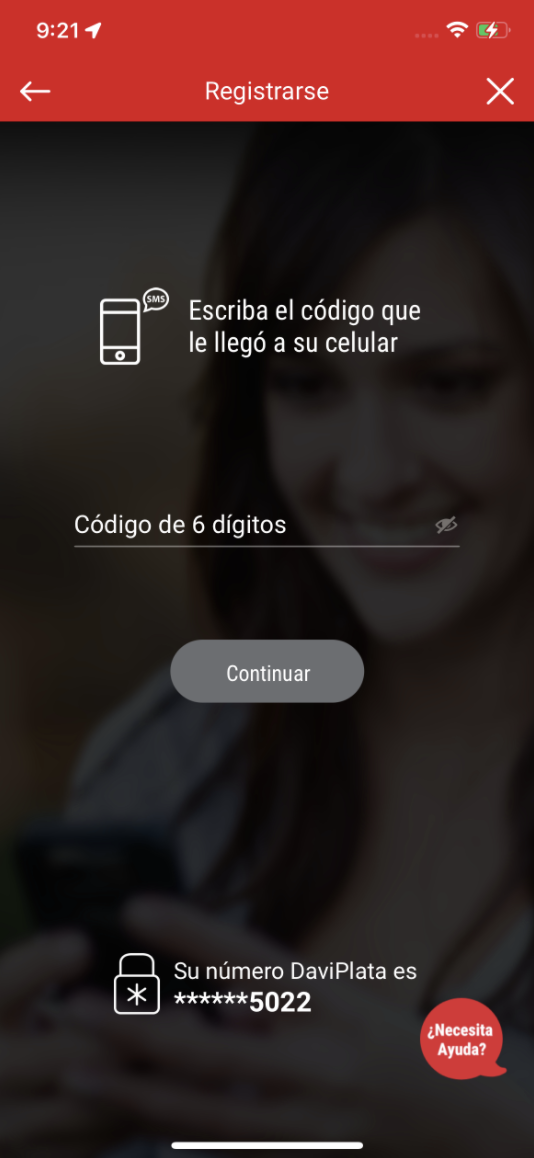 9:21
Registrarse
SMS
Escriba el código que
le llegó a su celular
Código de 6 dígitos
Continuar
Su número DaviPlata es
******5022
¿Necesita
Ayuda?